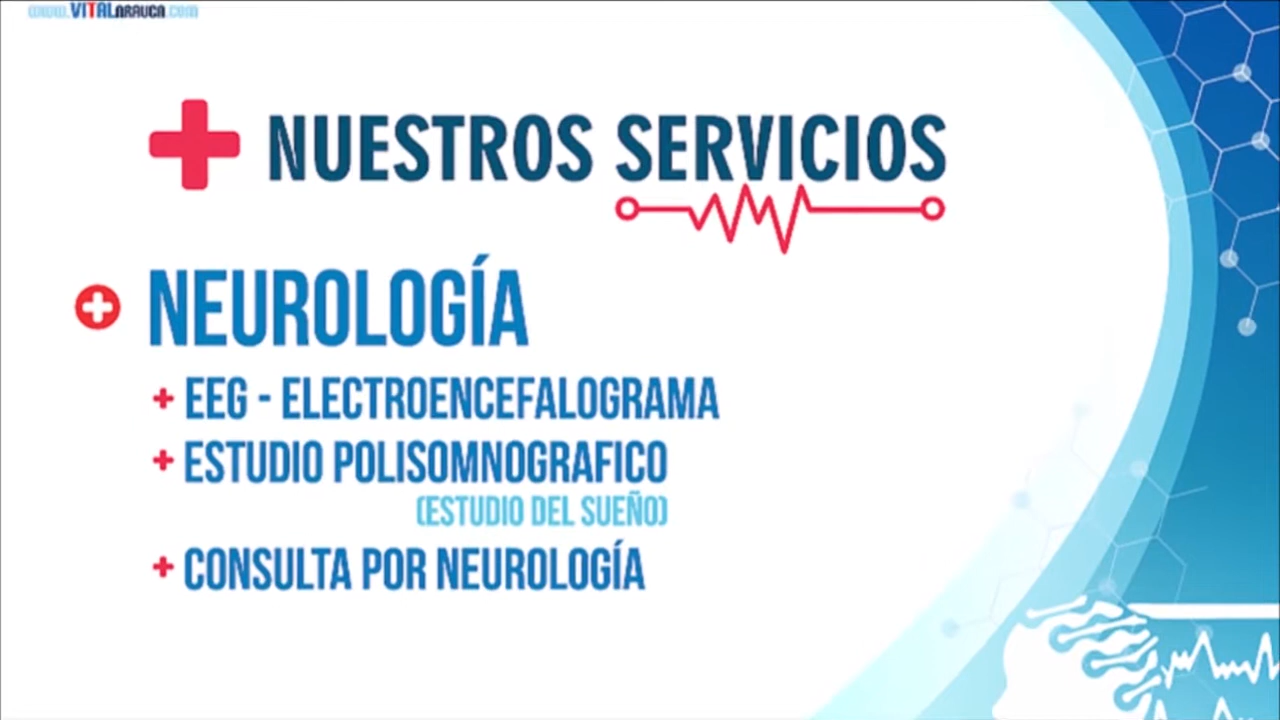 www.VITALARAUCA.com
NUESTROS SERVICIOS
NEUROLOGÍA
EEG - ELECTROENCEFALOGRAMA
ESTUDIO POLISOMNOGRAFICO
(ESTUDIO DEL SUEÑO)
CONSULTA POR NEUROLOGÍA